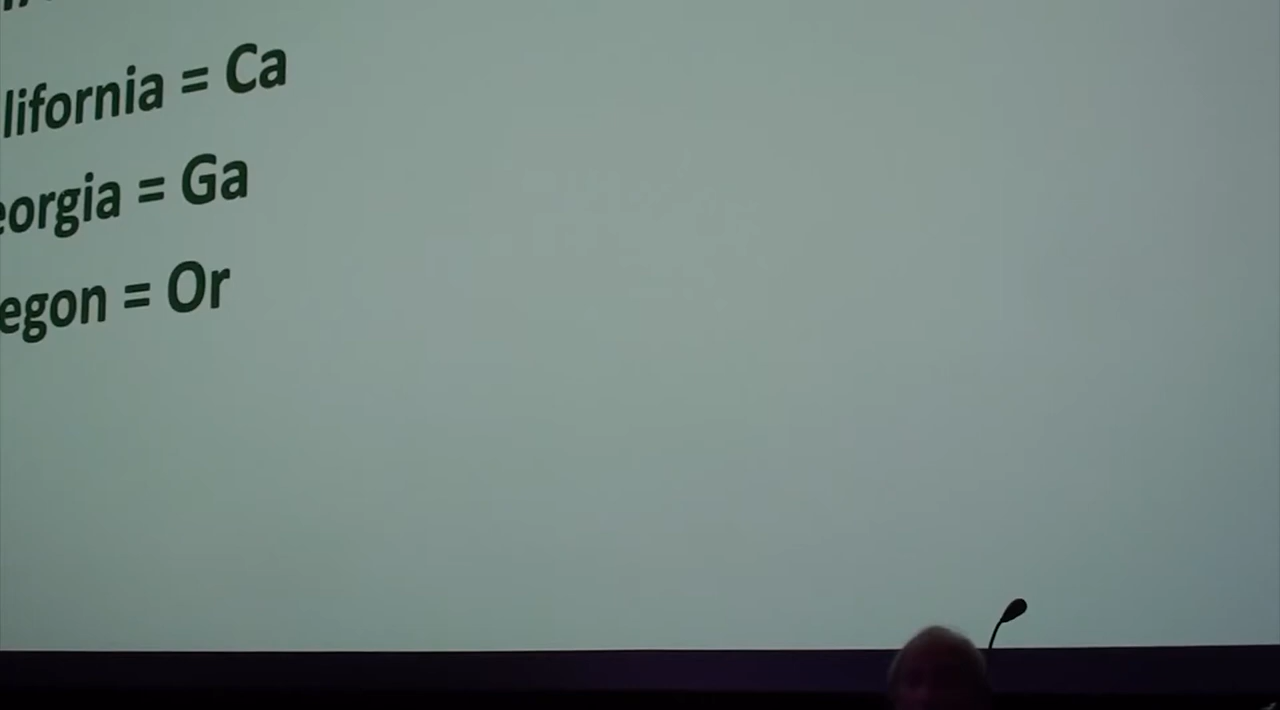 lifornia = Ca
eorgia = Ga
egon = Or